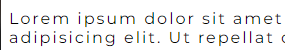 Lorem ipsum dolor sit amet
adipisicing elit. Ut repellat